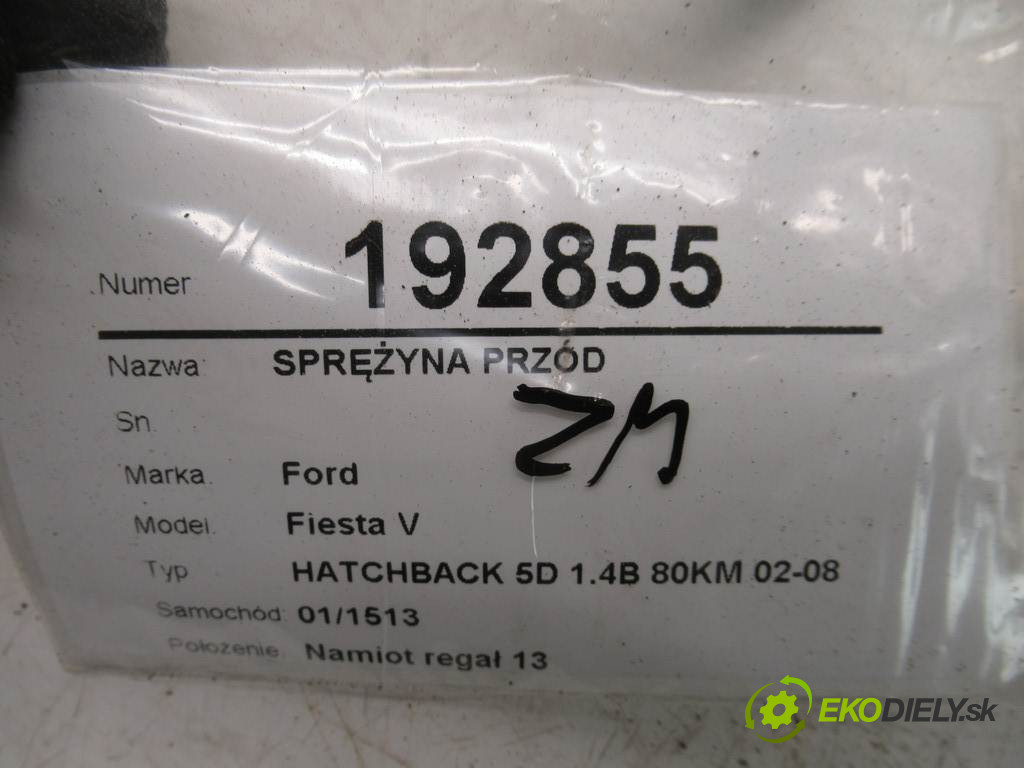 Numer 192855
Nazwa: SPRĘŻYNA PRZÓD
Sn.
Marka. Ford
Model. Fiesta V
Typ HATCHBACK 5D 1.4B 80KM 02-08
Samochód: 01/1513
Położenie Namiot regał 13
EKODIELY.sk